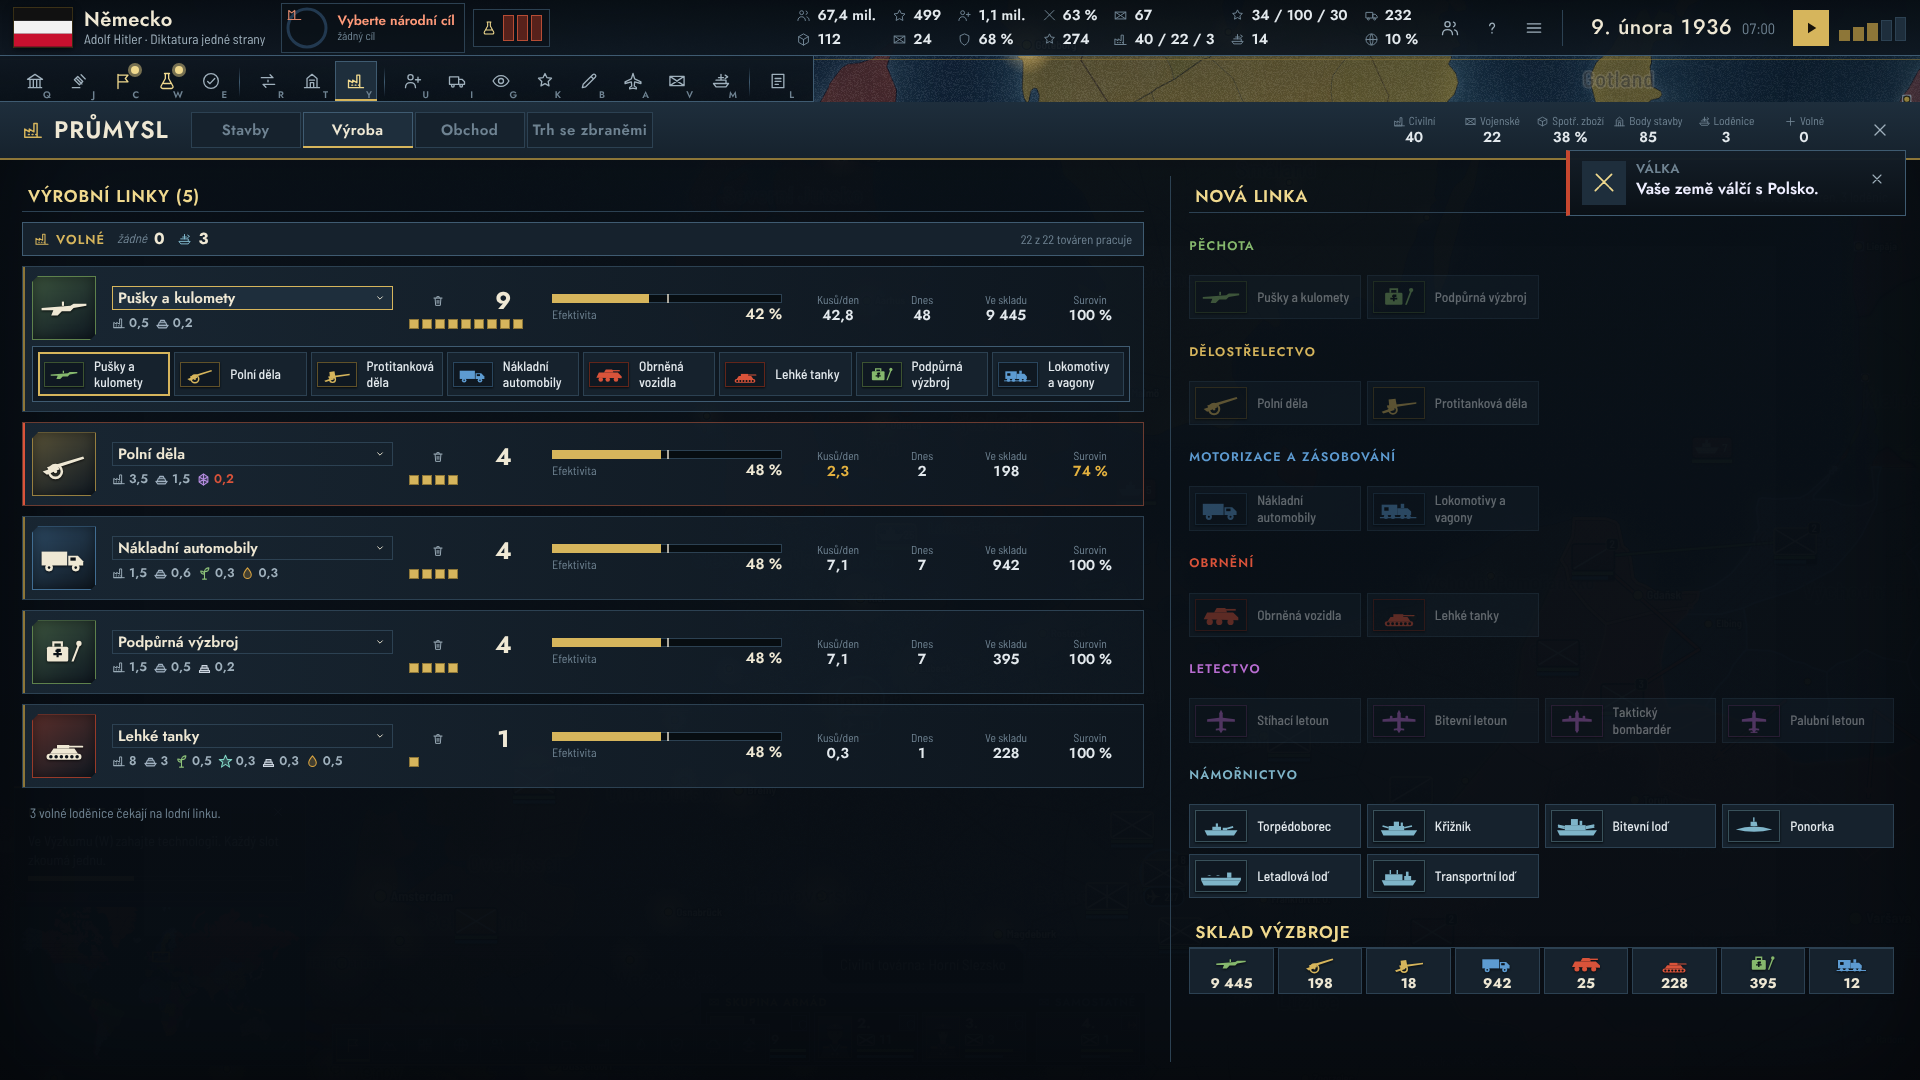 Německo
Adolf Hitler · Diktatura jedné strany
Vyberte národní cíl
žádný cíl
67,4 mil. 499 1,1 mil. 63 % 67 34 / 100 / 30 232
112 24 68 % 274 40 / 22 / 3 14 10 %
?
9. února 1936 07:00
Q J C W E R T Y U I G K B A V M L
Gotland
PRŮMYSL
Stavby
Výroba
Obchod
Trh se zbraněmi
Civilní Vojenské Spotř. zboží Body stavby Loděnice Volné
40 22 38 % 85 3 0
VÁLKA
Vaše země válčí s Polsko.
VÝROBNÍ LINKY (5)
VOLNÉ žádné 0 3
22 z 22 továren pracuje
Pušky a kulomety
0,5 0,2
9
Efektivita 42 %
Kusů/den Dnes Ve skladu Surovin
42,8 48 9 445 100 %
Pušky a kulomety
Polní děla
Protitanková děla
Nákladní automobily
Obrněná vozidla
Lehké tanky
Podpůrná výzbroj
Lokomotivy a vagony
Polní děla
3,5 1,5 0,2
4
Efektivita 48 %
Kusů/den Dnes Ve skladu Surovin
2,3 2 198 74 %
Nákladní automobily
1,5 0,6 0,3 0,3
4
Efektivita 48 %
Kusů/den Dnes Ve skladu Surovin
7,1 7 942 100 %
Podpůrná výzbroj
1,5 0,5 0,2
4
Efektivita 48 %
Kusů/den Dnes Ve skladu Surovin
7,1 7 395 100 %
Lehké tanky
8 3 0,5 0,3 0,3 0,5
1
Efektivita 48 %
Kusů/den Dnes Ve skladu Surovin
0,3 1 228 100 %
3 volné loděnice čekají na lodní linku.
NOVÁ LINKA
PĚCHOTA
Pušky a kulomety
Podpůrná výzbroj
DĚLOSTŘELECTVO
Polní děla
Protitanková děla
MOTORIZACE A ZÁSOBOVÁNÍ
Nákladní automobily
Lokomotivy a vagony
OBRNĚNÍ
Obrněná vozidla
Lehké tanky
LETECTVO
Stíhací letoun
Bitevní letoun
Taktický bombardér
Palubní letoun
NÁMOŘNICTVO
Torpédoborec
Křižník
Bitevní loď
Ponorka
Letadlová loď
Transportní loď
SKLAD VÝZBROJE
9 445 198 18 942 25 228 395 12